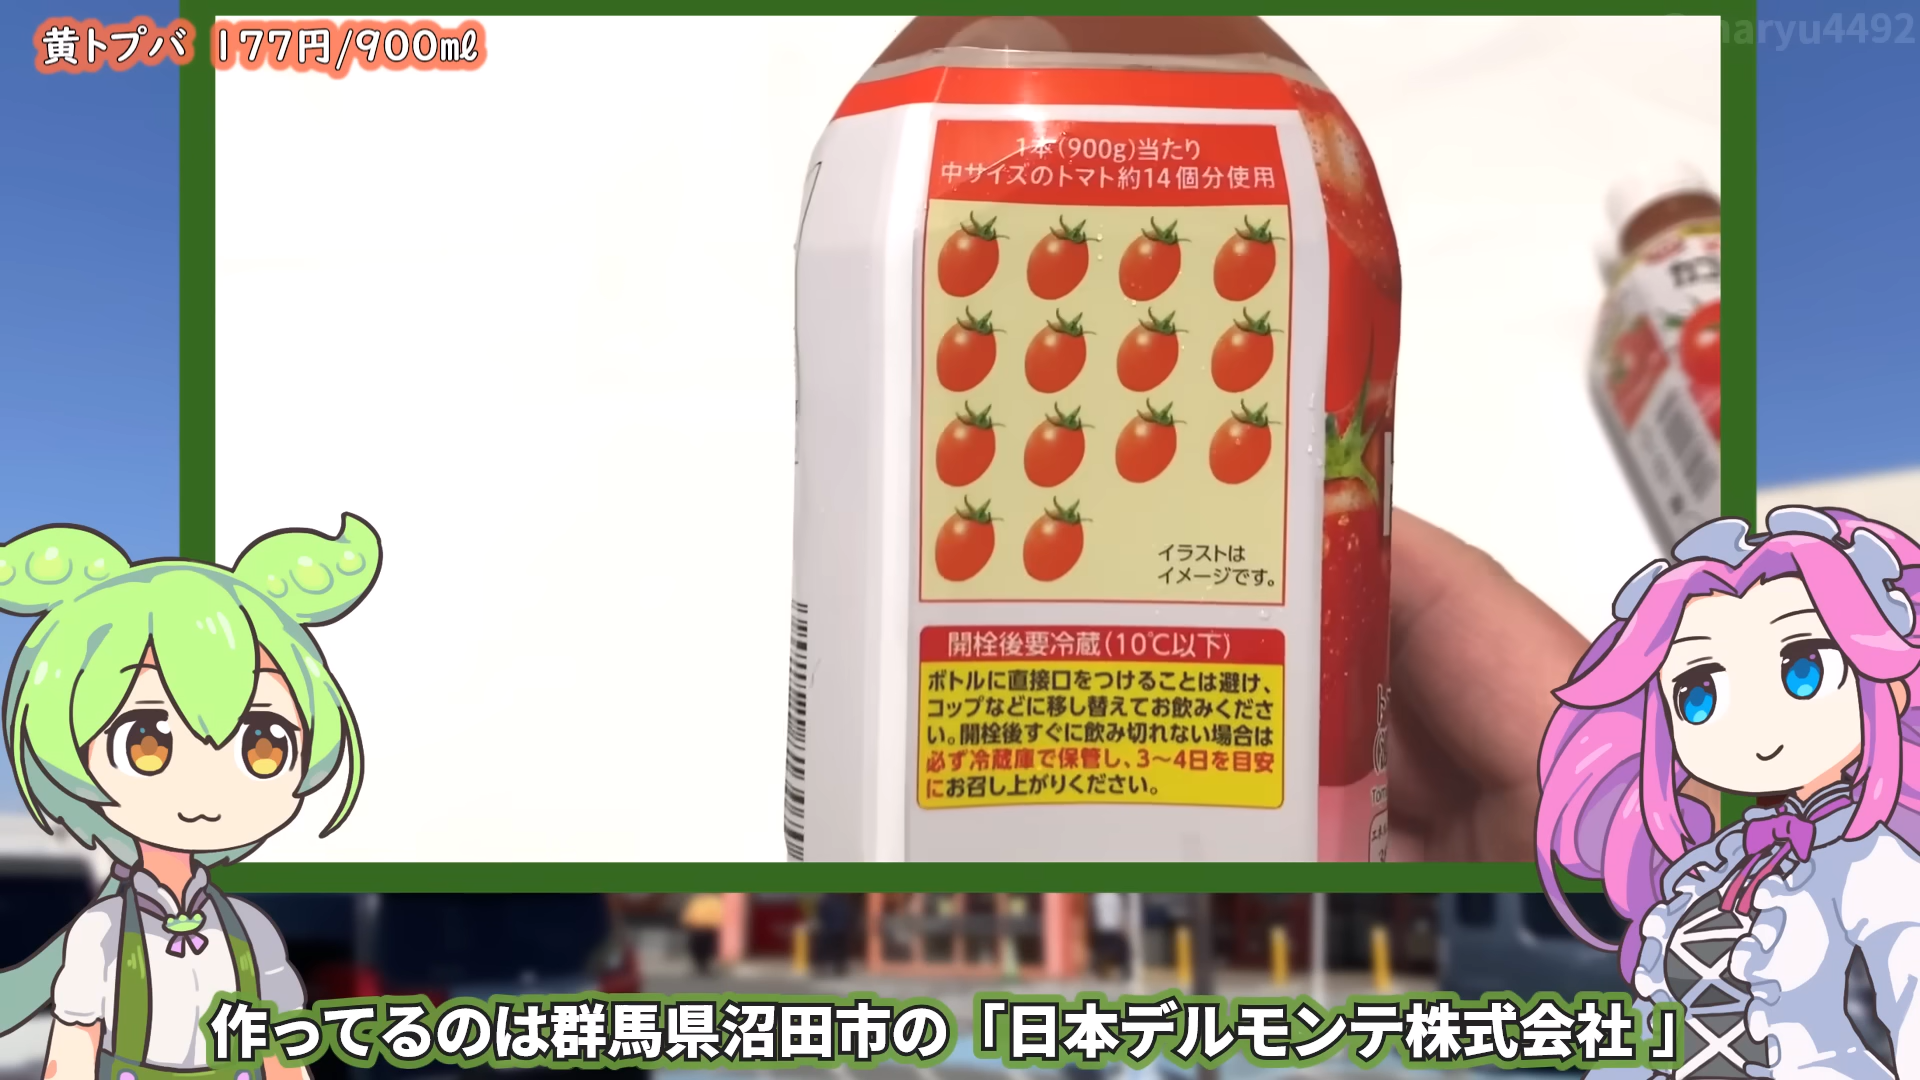 黄トプバ 177円/900㎖
aryu4492
1本(900g)当たり
中サイズのトマト約14個分使用
イラストは
イメージです。
開栓後要冷蔵(10℃以下)
ボトルに直接口をつけることは避け、
コップなどに移し替えてお飲みくださ
い。開栓後すぐに飲み切れない場合は
必ず冷蔵庫で保管し、3～4日を目安
にお召し上がりください。
作ってるのは群馬県沼田市の「日本デルモンテ株式会社」